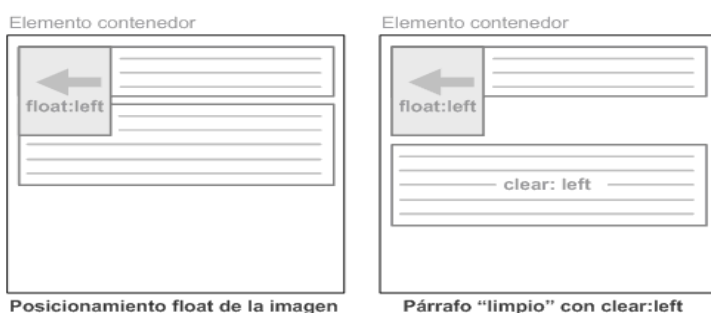 Elemento contenedor
float:left
Posicionamiento float de la imagen
Elemento contenedor
float:left
clear: left
Párrafo “limpio” con clear:left